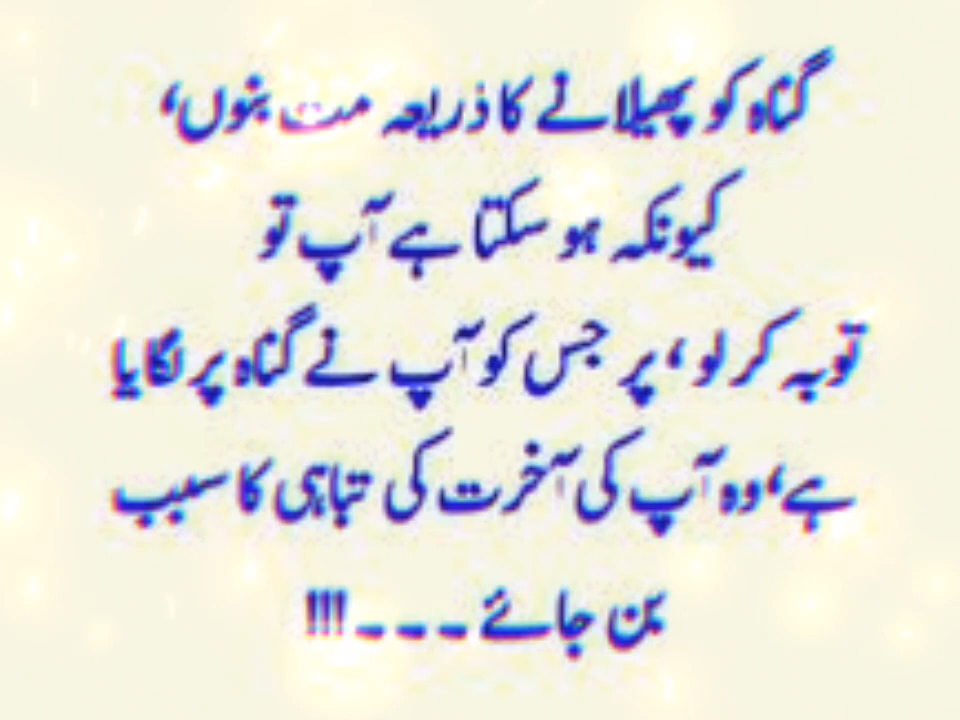 گناہ کو پھیلانے کا ذریعہ مت بنوں،
کیونکہ ہو سکتا ہے آپ تو
توبہ کر لو، پر جس کو آپ نے گناہ پر لگایا
ہے، وہ آپ کی آخرت کی تباہی کا سبب
بن جائے۔۔۔!!!